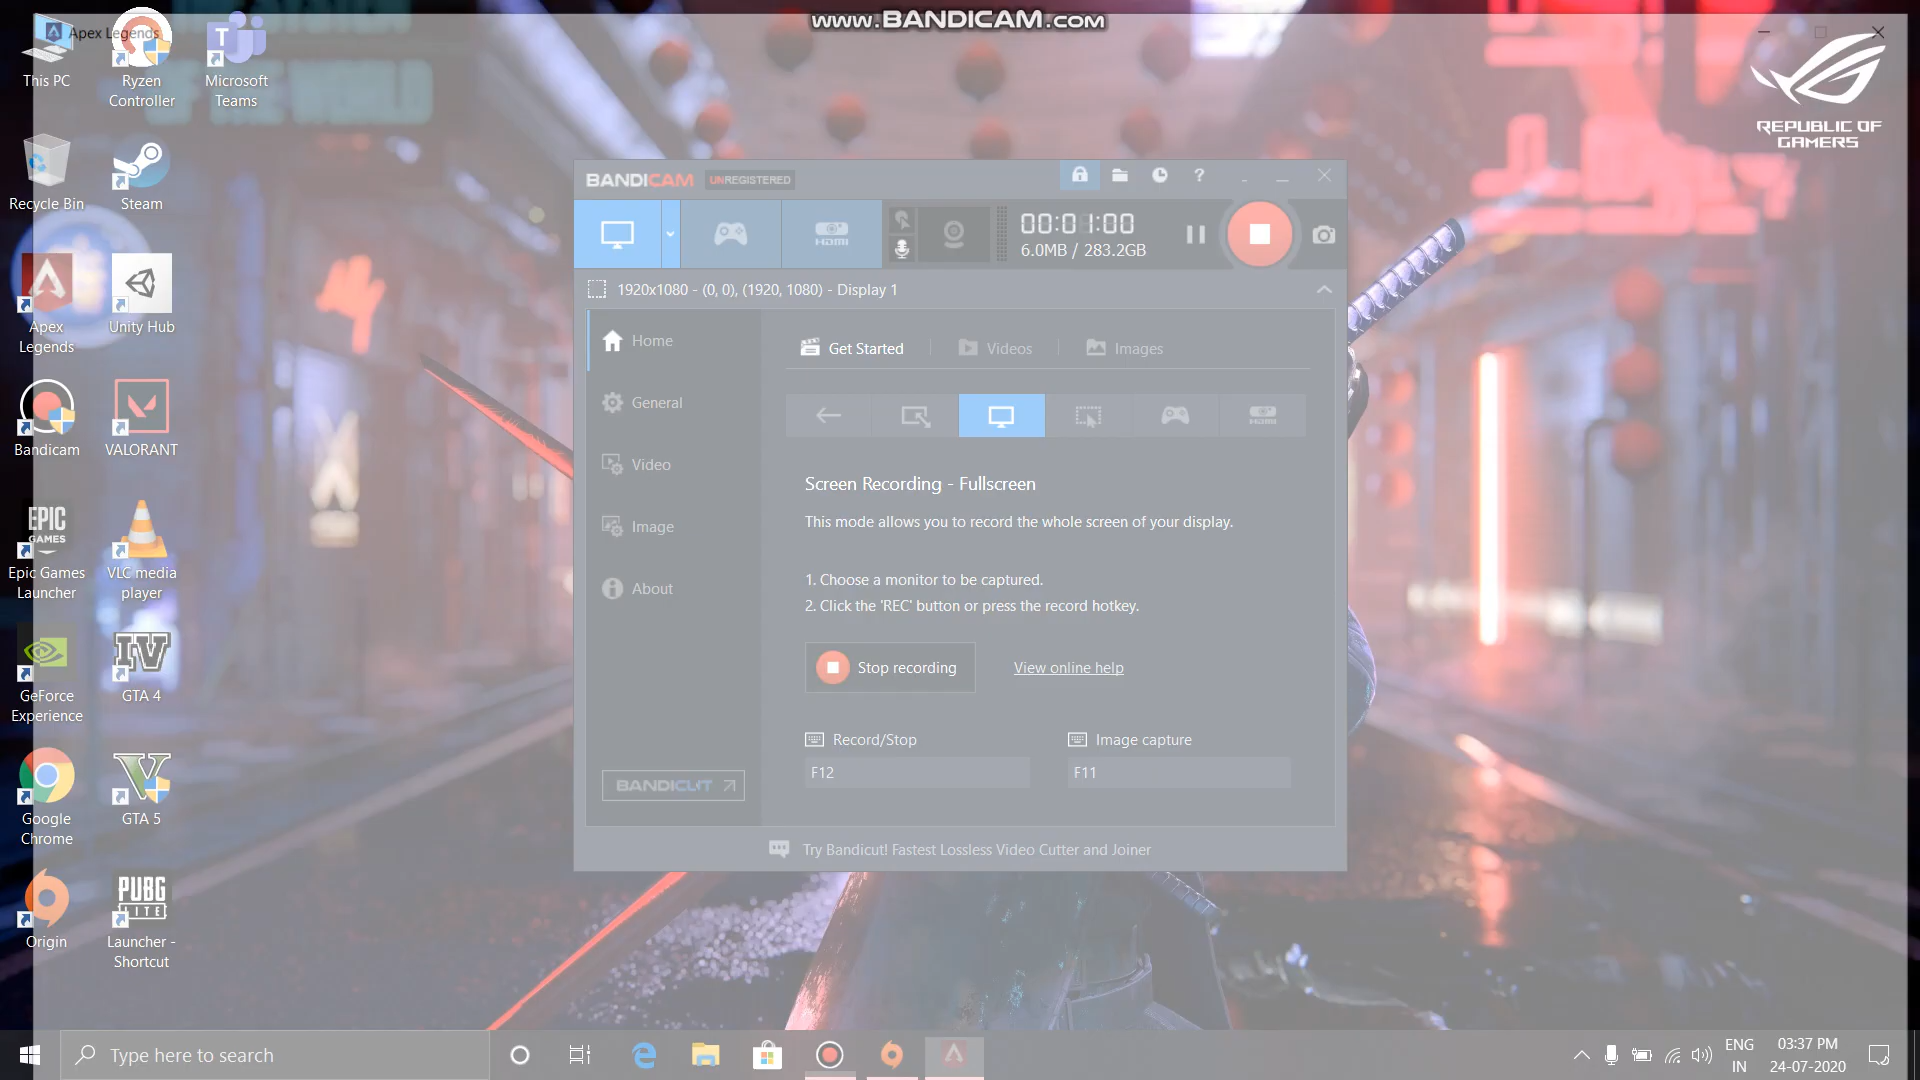 www.BANDICAM.com
Apex Legends
This PC
Ryzen
Controller
Microsoft
Teams
REPUBLIC OF
GAMERS
Recycle Bin
Steam
Apex
Legends
Unity Hub
Bandicam
VALORANT
EPIC
GAMES
Epic Games
Launcher
VLC media
player
GeForce
Experience
IV
GTA 4
Google
Chrome
V
GTA 5
Origin
PUBG
LITE
Launcher -
Shortcut
BANDICAM UNREGISTERED
HDMI
00:01:00
6.0MB / 283.2GB
1920x1080 - (0, 0), (1920, 1080) - Display 1
Home
General
Video
Image
About
BANDICUT
Get Started
Videos
Images
HDMI
Screen Recording - Fullscreen
This mode allows you to record the whole screen of your display.
1. Choose a monitor to be captured.
2. Click the 'REC' button or press the record hotkey.
Stop recording
View online help
Record/Stop
Image capture
F12
F11
Try Bandicut! Fastest Lossless Video Cutter and Joiner
Type here to search
ENG
IN
03:37 PM
24-07-2020